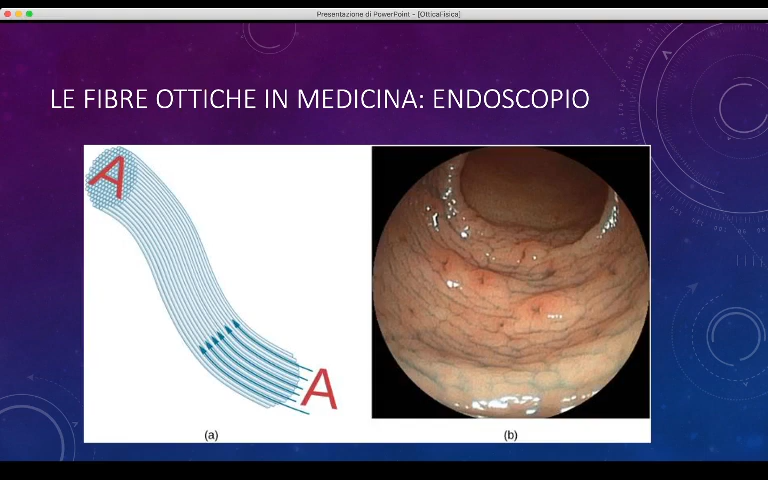 Presentazione di PowerPoint - [OtticaFisica]
LE FIBRE OTTICHE IN MEDICINA: ENDOSCOPIO
A
A
(a)
(b)